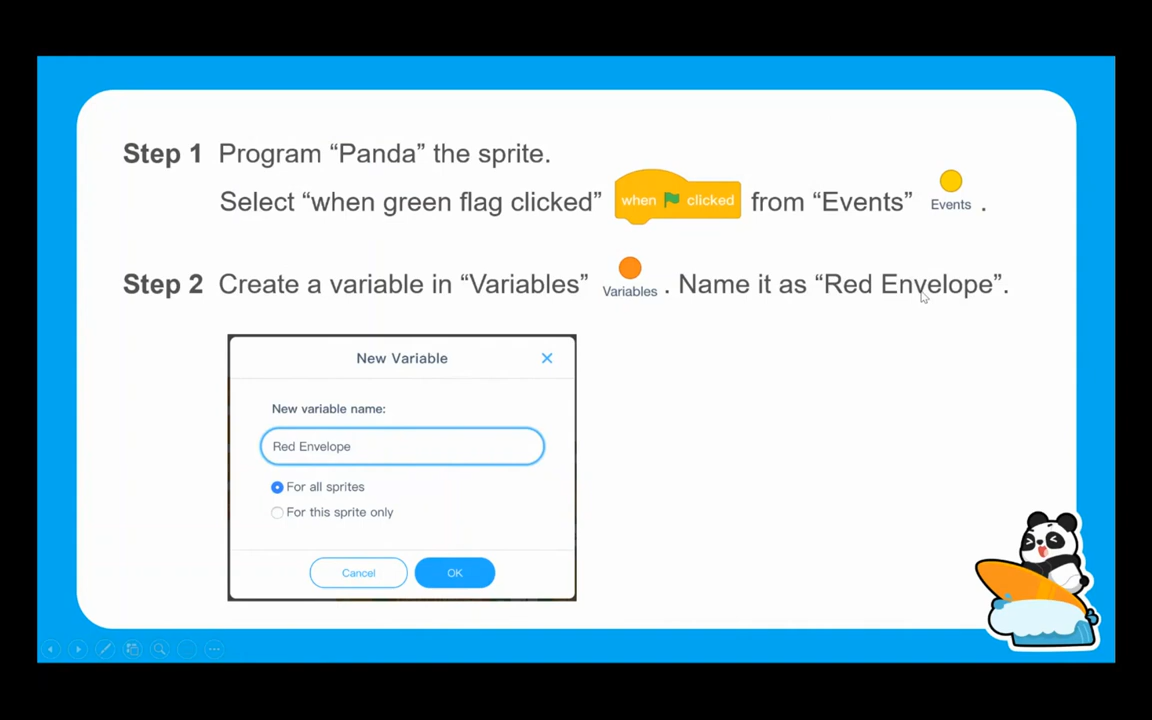 Step 1 Program “Panda” the sprite.
Select “when green flag clicked” when clicked from “Events” Events .
Step 2 Create a variable in “Variables” Variables . Name it as “Red Envelope”.
New Variable
New variable name:
Red Envelope
For all sprites
For this sprite only
Cancel OK